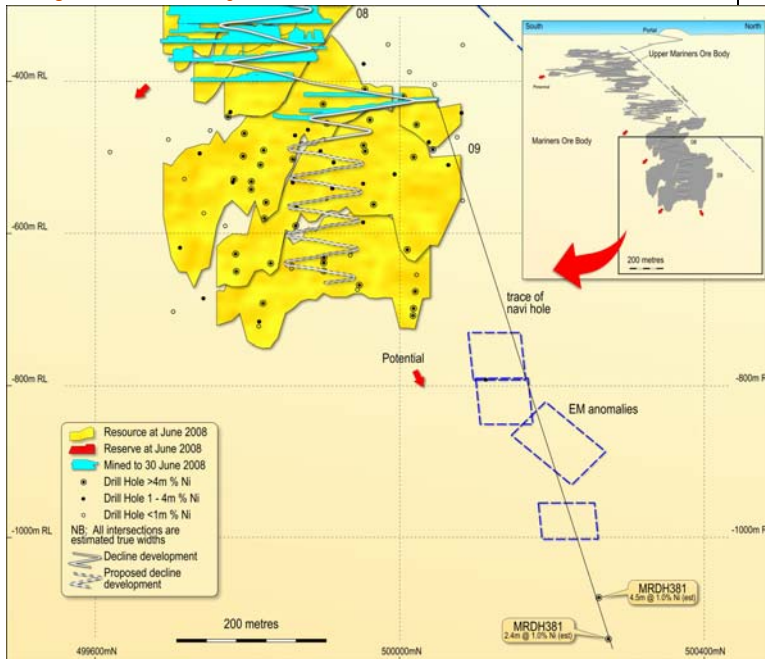 South
North
Portal
Upper Mariners Ore Body
Mariners Ore Body
08
09
200 metres
08
-400m RL
09
-600m RL
trace of
navi hole
Potential
-800m RL
-800m RL
EM anomalies
Resource at June 2008
Reserve at June 2008
Mined to 30 June 2008
Drill Hole >4m % Ni
Drill Hole 1 - 4m % Ni
Drill Hole <1m % Ni
NB; All intersections are
estimated true widths
Decline development
Proposed decline
development
-1000m RL
-1000m RL
MRDH381
4.5m @ 1.0% Ni (est)
MRDH381
2.4m @ 1.0% Ni (est)
200 metres
499600mN
500000mN
500400mN